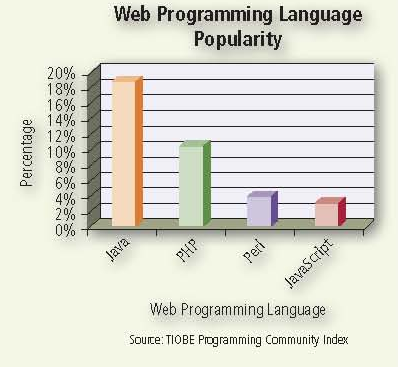 Web Programming Language
Popularity
Percentage
20%
18%
16%
14%
12%
10%
8%
6%
4%
2%
0%
Java
PHP
Perl
JavaScript
Web Programming Language
Source: TIOBE Programming Community Index